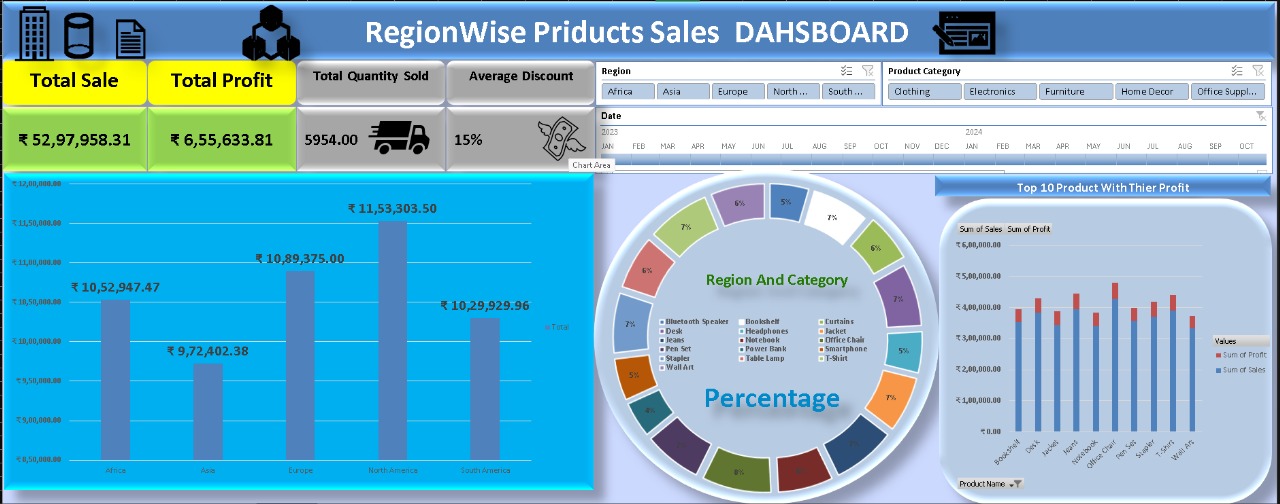 RegionWise Priducts Sales DAHSBOARD
Total Sale
Total Profit
Total Quantity Sold
Average Discount
₹ 52,97,958.31
₹ 6,55,633.81
5954.00
15%
Chart Area
Region
Africa Asia Europe North ... South ...
Product Category
Clothing Electronics Furniture Home Decor Office Suppl...
Date
2023 2024
JAN FEB MAR APR MAY JUN JUL AUG SEP OCT NOV DEC JAN FEB MAR APR MAY JUN JUL AUG SEP OCT
₹ 12,00,000.00
₹ 11,50,000.00
₹ 11,00,000.00
₹ 10,50,000.00
₹ 10,00,000.00
₹ 9,50,000.00
₹ 9,00,000.00
₹ 8,50,000.00
₹ 10,52,947.47
₹ 9,72,402.38
₹ 10,89,375.00
₹ 11,53,303.50
₹ 10,29,929.96
Total
Africa Asia Europe North America South America
5%
7%
6%
7%
5%
7%
8%
6%
7%
6%
7%
6%
Region And Category
Bluetooth Speaker Bookshelf Curtains
Desk Headphones Jacket
Jeans Notebook Office Chair
Pen Set Power Bank Smartphone
Stapler Table Lamp T-Shirt
Wall Art
Percentage
Top 10 Product With Thier Profit
Sum of Sales Sum of Profit
₹ 6,00,000.00
₹ 5,00,000.00
₹ 4,00,000.00
₹ 3,00,000.00
₹ 2,00,000.00
₹ 1,00,000.00
₹ 0.00
Bookshelf Desk Jacket Jeans Notebook Office Chair Pen Set Stapler T-Shirt Wall Art
Values
Sum of Profit
Sum of Sales
Product Name